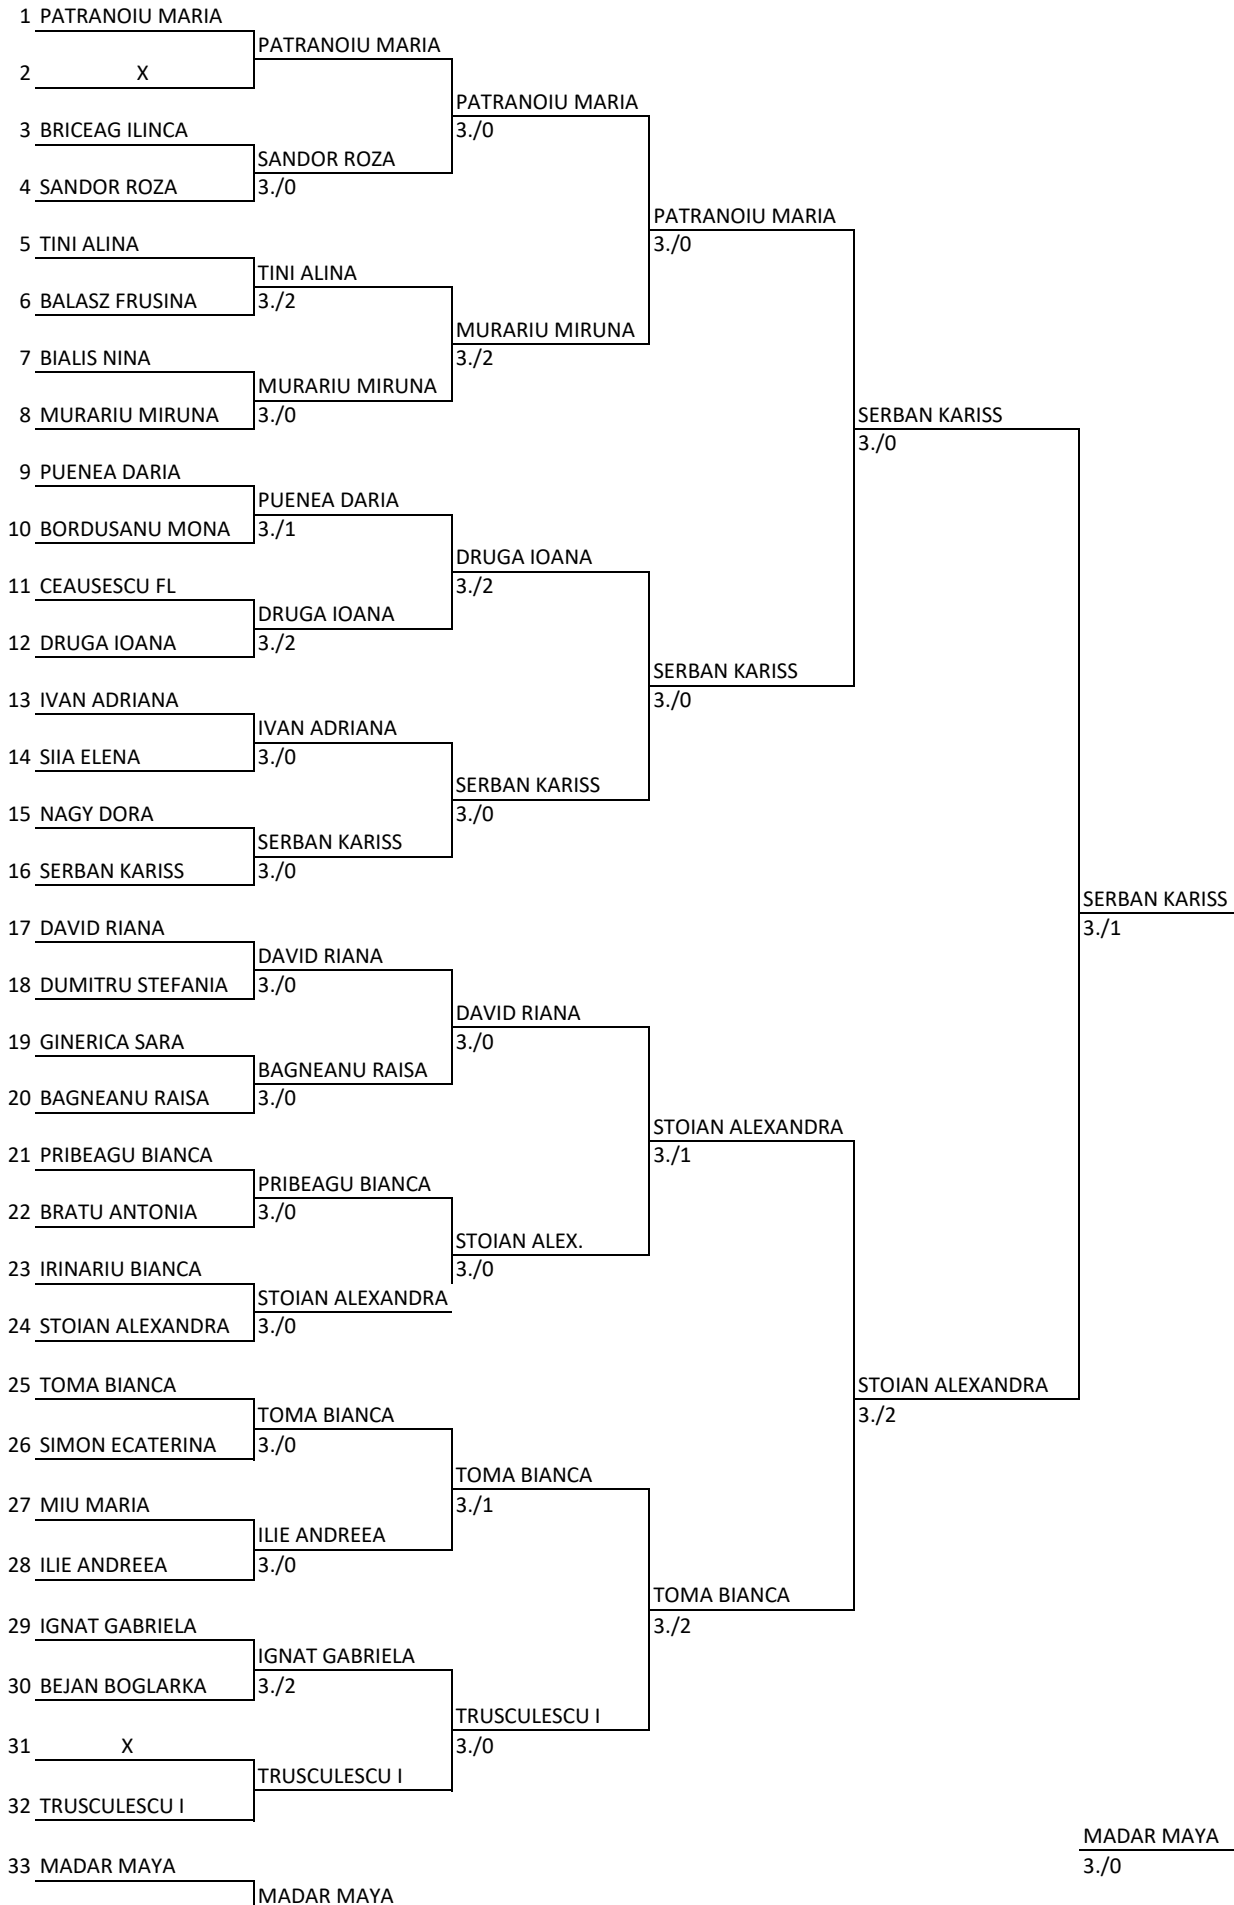 1 PATRANOIU MARIA
PATRANOIU MARIA
2 X
PATRANOIU MARIA
3 BRICEAG ILINCA 3./0
SANDOR ROZA
4 SANDOR ROZA 3./0
PATRANOIU MARIA
5 TINI ALINA 3./0
TINI ALINA
6 BALASZ FRUSINA 3./2
MURARIU MIRUNA
7 BIALIS NINA 3./2
MURARIU MIRUNA
8 MURARIU MIRUNA 3./0 SERBAN KARISS
3./0
9 PUENEA DARIA
PUENEA DARIA
10 BORDUSANU MONA 3./1
DRUGA IOANA
11 CEAUSESCU FL 3./2
DRUGA IOANA
12 DRUGA IOANA 3./2
SERBAN KARISS
13 IVAN ADRIANA 3./0
IVAN ADRIANA
14 SIIA ELENA 3./0
SERBAN KARISS
15 NAGY DORA 3./0
SERBAN KARISS
16 SERBAN KARISS 3./0
SERBAN KARISS
17 DAVID RIANA 3./1
DAVID RIANA
18 DUMITRU STEFANIA 3./0
DAVID RIANA
19 GINERICA SARA 3./0
BAGNEANU RAISA
20 BAGNEANU RAISA 3./0
STOIAN ALEXANDRA
21 PRIBEAGU BIANCA 3./1
PRIBEAGU BIANCA
22 BRATU ANTONIA 3./0
STOIAN ALEX.
23 IRINARIU BIANCA 3./0
STOIAN ALEXANDRA
24 STOIAN ALEXANDRA 3./0
25 TOMA BIANCA STOIAN ALEXANDRA
TOMA BIANCA 3./2
26 SIMON ECATERINA 3./0
TOMA BIANCA
27 MIU MARIA 3./1
ILIE ANDREEA
28 ILIE ANDREEA 3./0
TOMA BIANCA
29 IGNAT GABRIELA 3./2
IGNAT GABRIELA
30 BEJAN BOGLARKA 3./2
TRUSCULESCU I
31 X 3./0
TRUSCULESCU I
32 TRUSCULESCU I
MADAR MAYA
33 MADAR MAYA 3./0
MADAR MAYA